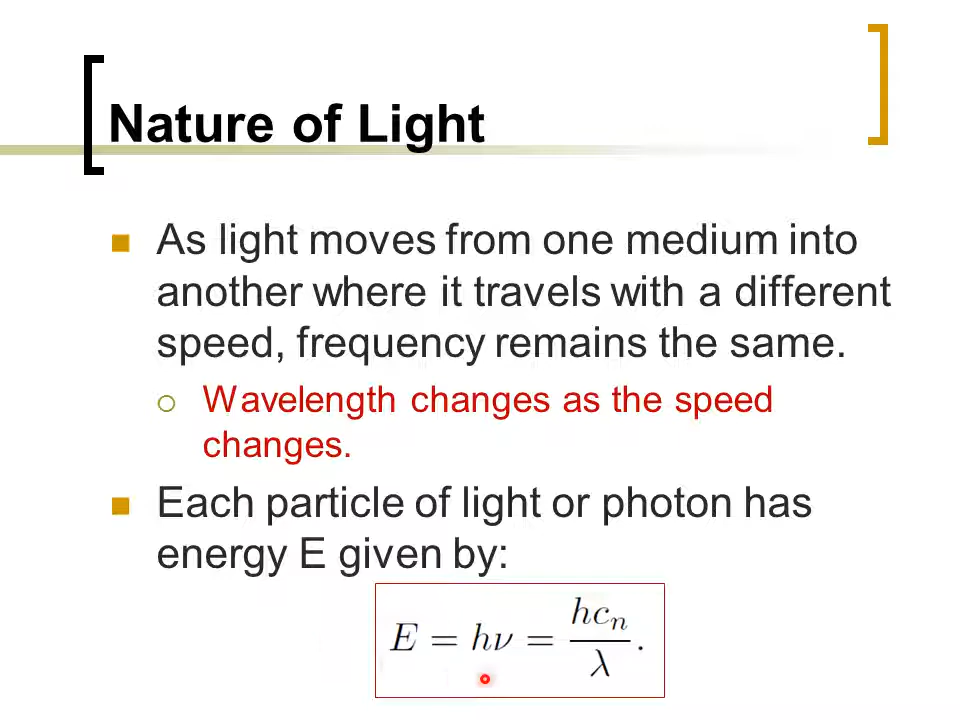 Nature of Light
As light moves from one medium into
another where it travels with a different
speed, frequency remains the same.
Wavelength changes as the speed
changes.
Each particle of light or photon has
energy E given by:
E = hν = hcₙ/λ.